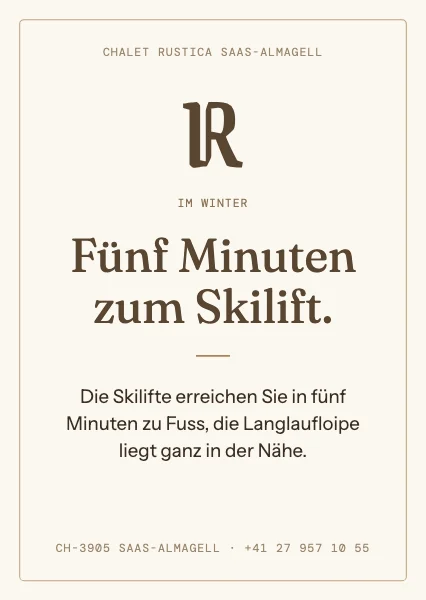 CHALET RUSTICA SAAS-ALMAGELL
R
IM WINTER
Fünf Minuten
zum Skilift.
Die Skilifte erreichen Sie in fünf
Minuten zu Fuss, die Langlaufloipe
liegt ganz in der Nähe.
CH-3905 SAAS-ALMAGELL · +41 27 957 10 55